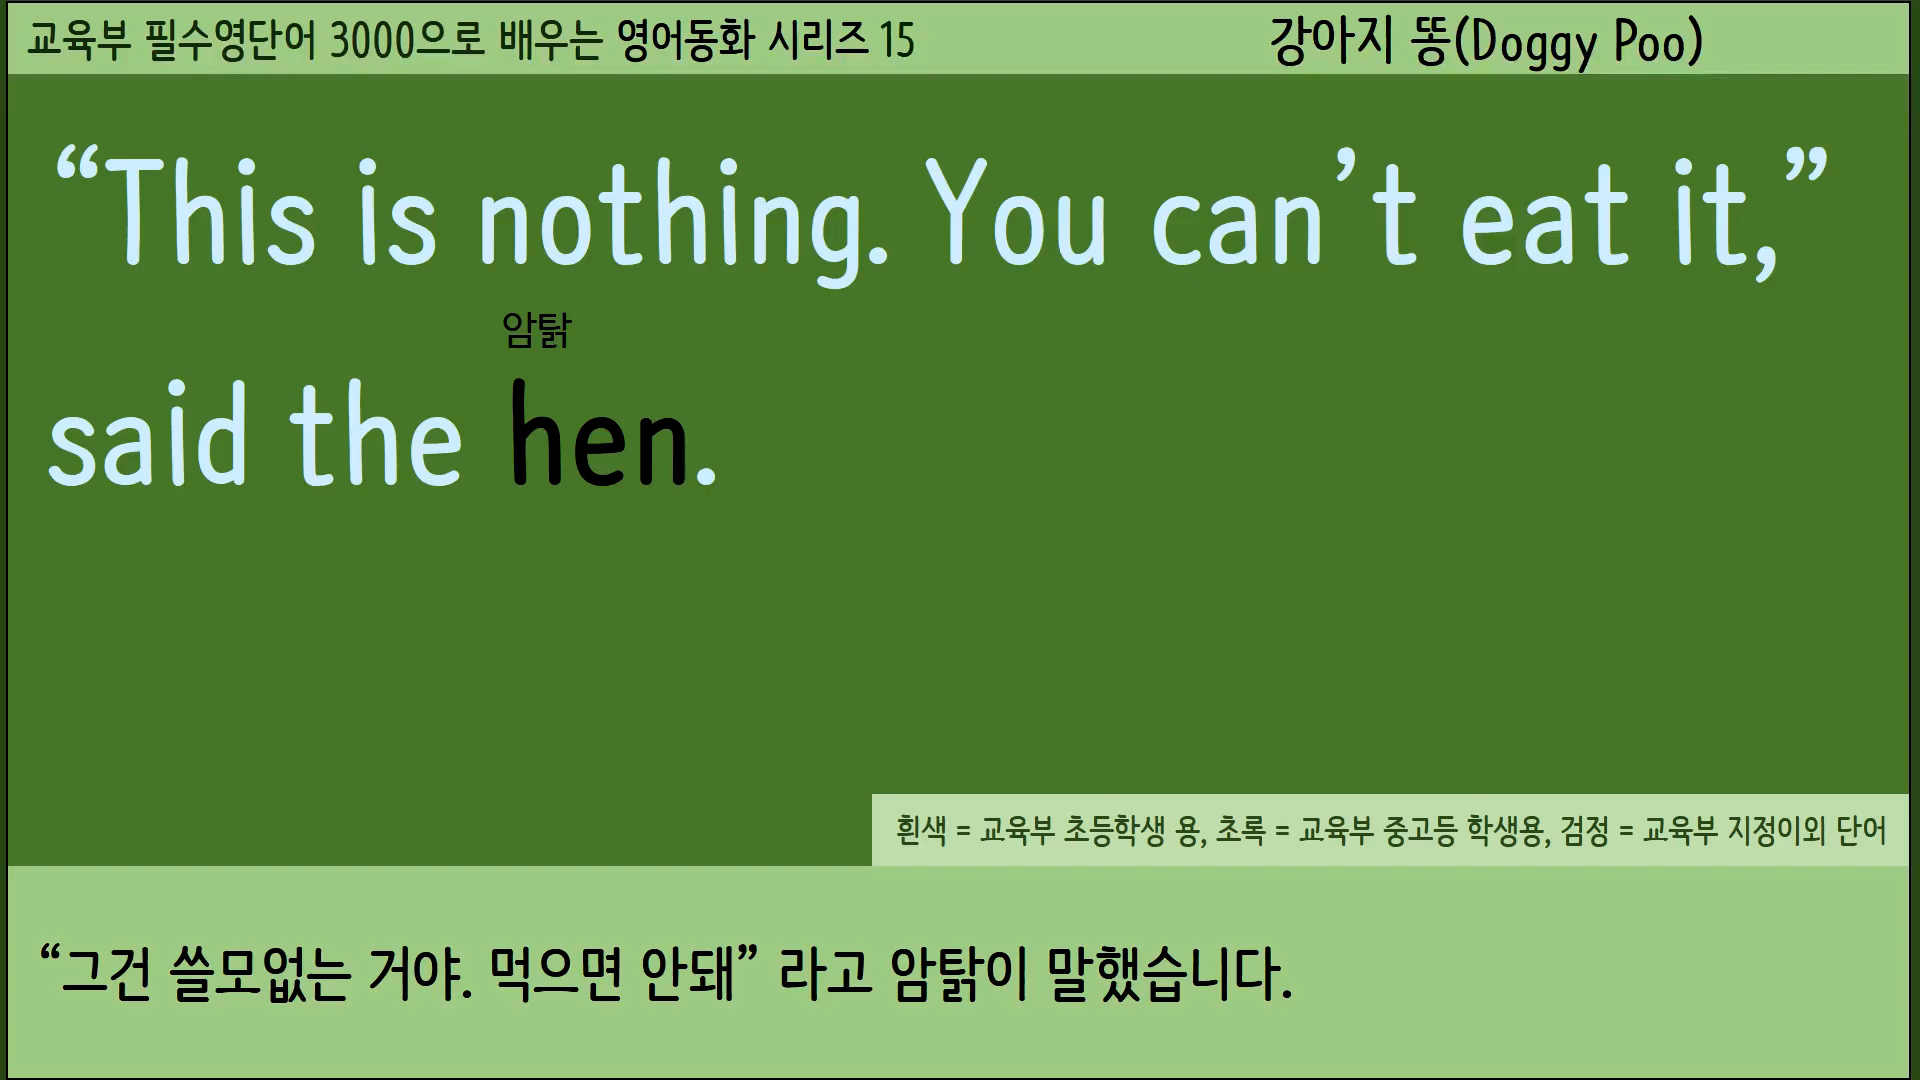 교육부 필수영단어 3000으로 배우는 영어동화 시리즈 15
강아지 똥(Doggy Poo)
“This is nothing. You can’t eat it,”
암탉
said the hen.
흰색 = 교육부 초등학생 용, 초록 = 교육부 중고등 학생용, 검정 = 교육부 지정이외 단어
“그건 쓸모없는 거야. 먹으면 안돼” 라고 암탉이 말했습니다.